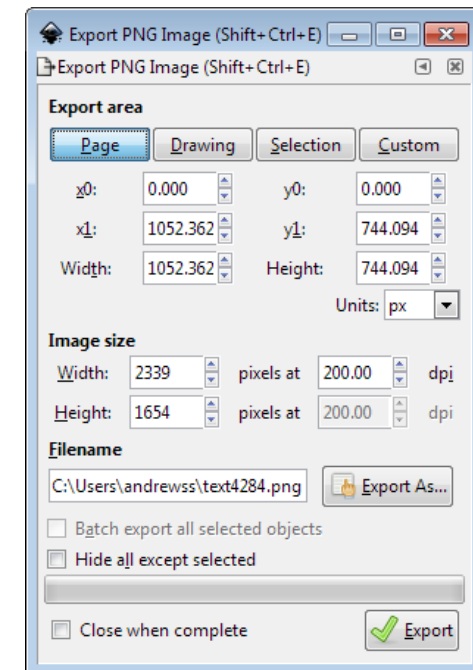 Export PNG Image (Shift+Ctrl+E)
Export PNG Image (Shift+Ctrl+E)
Export area
Page Drawing Selection Custom
x0: 0.000 y0: 0.000
x1: 1052.362 y1: 744.094
Width: 1052.362 Height: 744.094
Units: px
Image size
Width: 2339 pixels at 200.00 dpi
Height: 1654 pixels at 200.00 dpi
Filename
C:\Users\andrewss\text4284.png Export As...
Batch export all selected objects
Hide all except selected
Close when complete Export